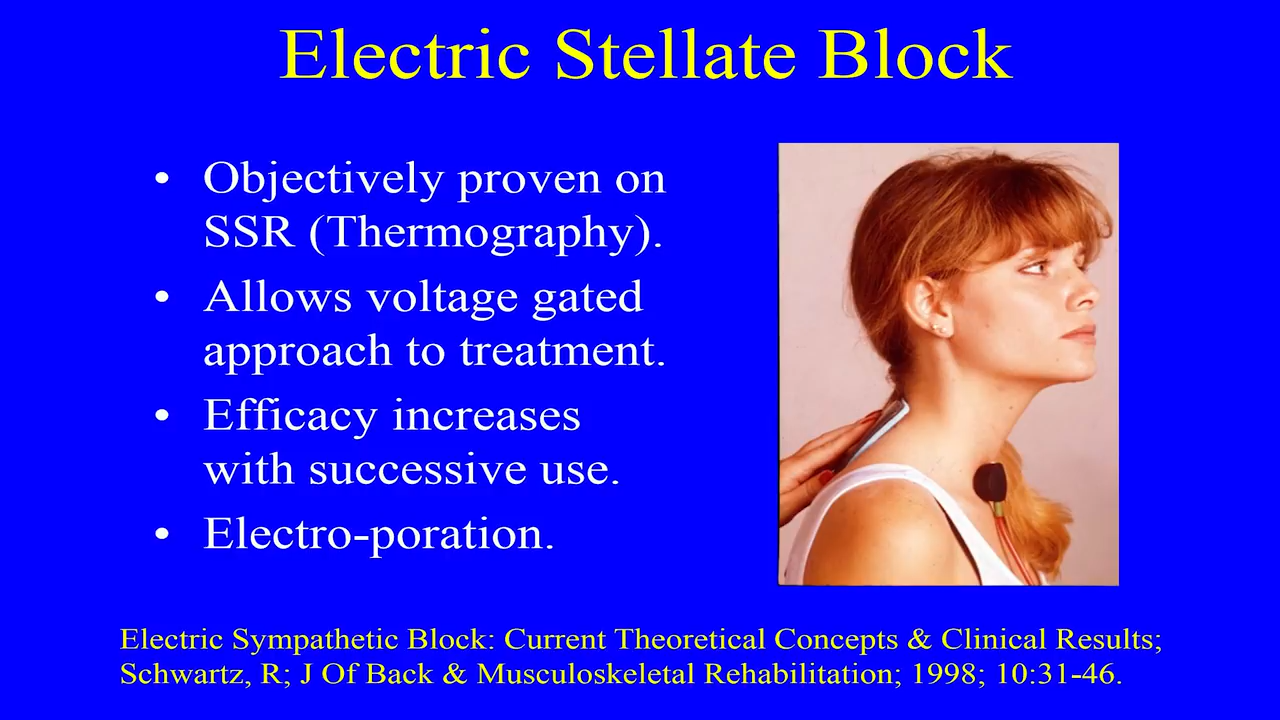 Electric Stellate Block
• Objectively proven on
SSR (Thermography).
• Allows voltage gated
approach to treatment.
• Efficacy increases
with successive use.
• Electro-poration.
Electric Sympathetic Block: Current Theoretical Concepts & Clinical Results;
Schwartz, R; J Of Back & Musculoskeletal Rehabilitation; 1998; 10:31-46.